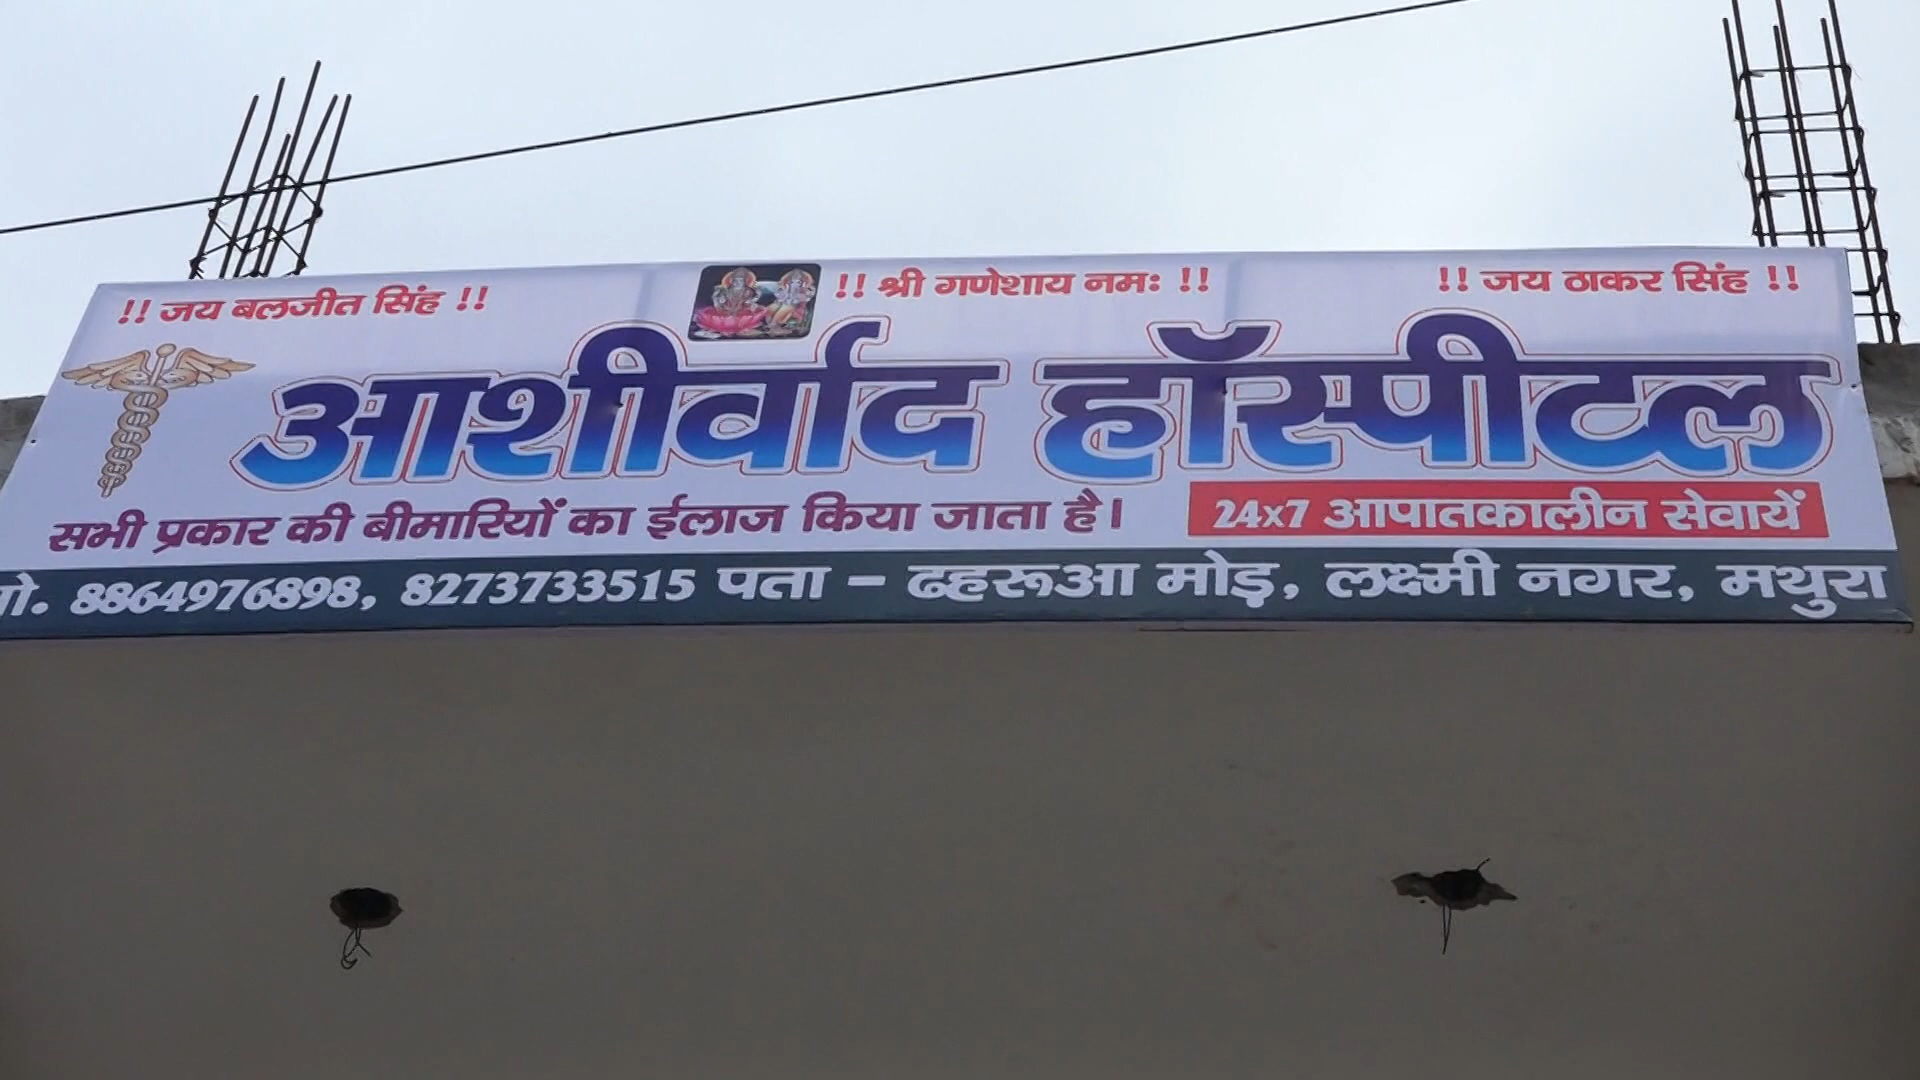 !! जय बलजीत सिंह !! !! श्री गणेशाय नमः !! !! जय ठाकर सिंह !!
आशीर्वाद हॉस्पीटल
सभी प्रकार की बीमारियों का ईलाज किया जाता है। 24x7 आपातकालीन सेवायें
मो. 8864976898, 8273733515 पता - ढहरूआ मोड़, लक्ष्मी नगर, मथुरा